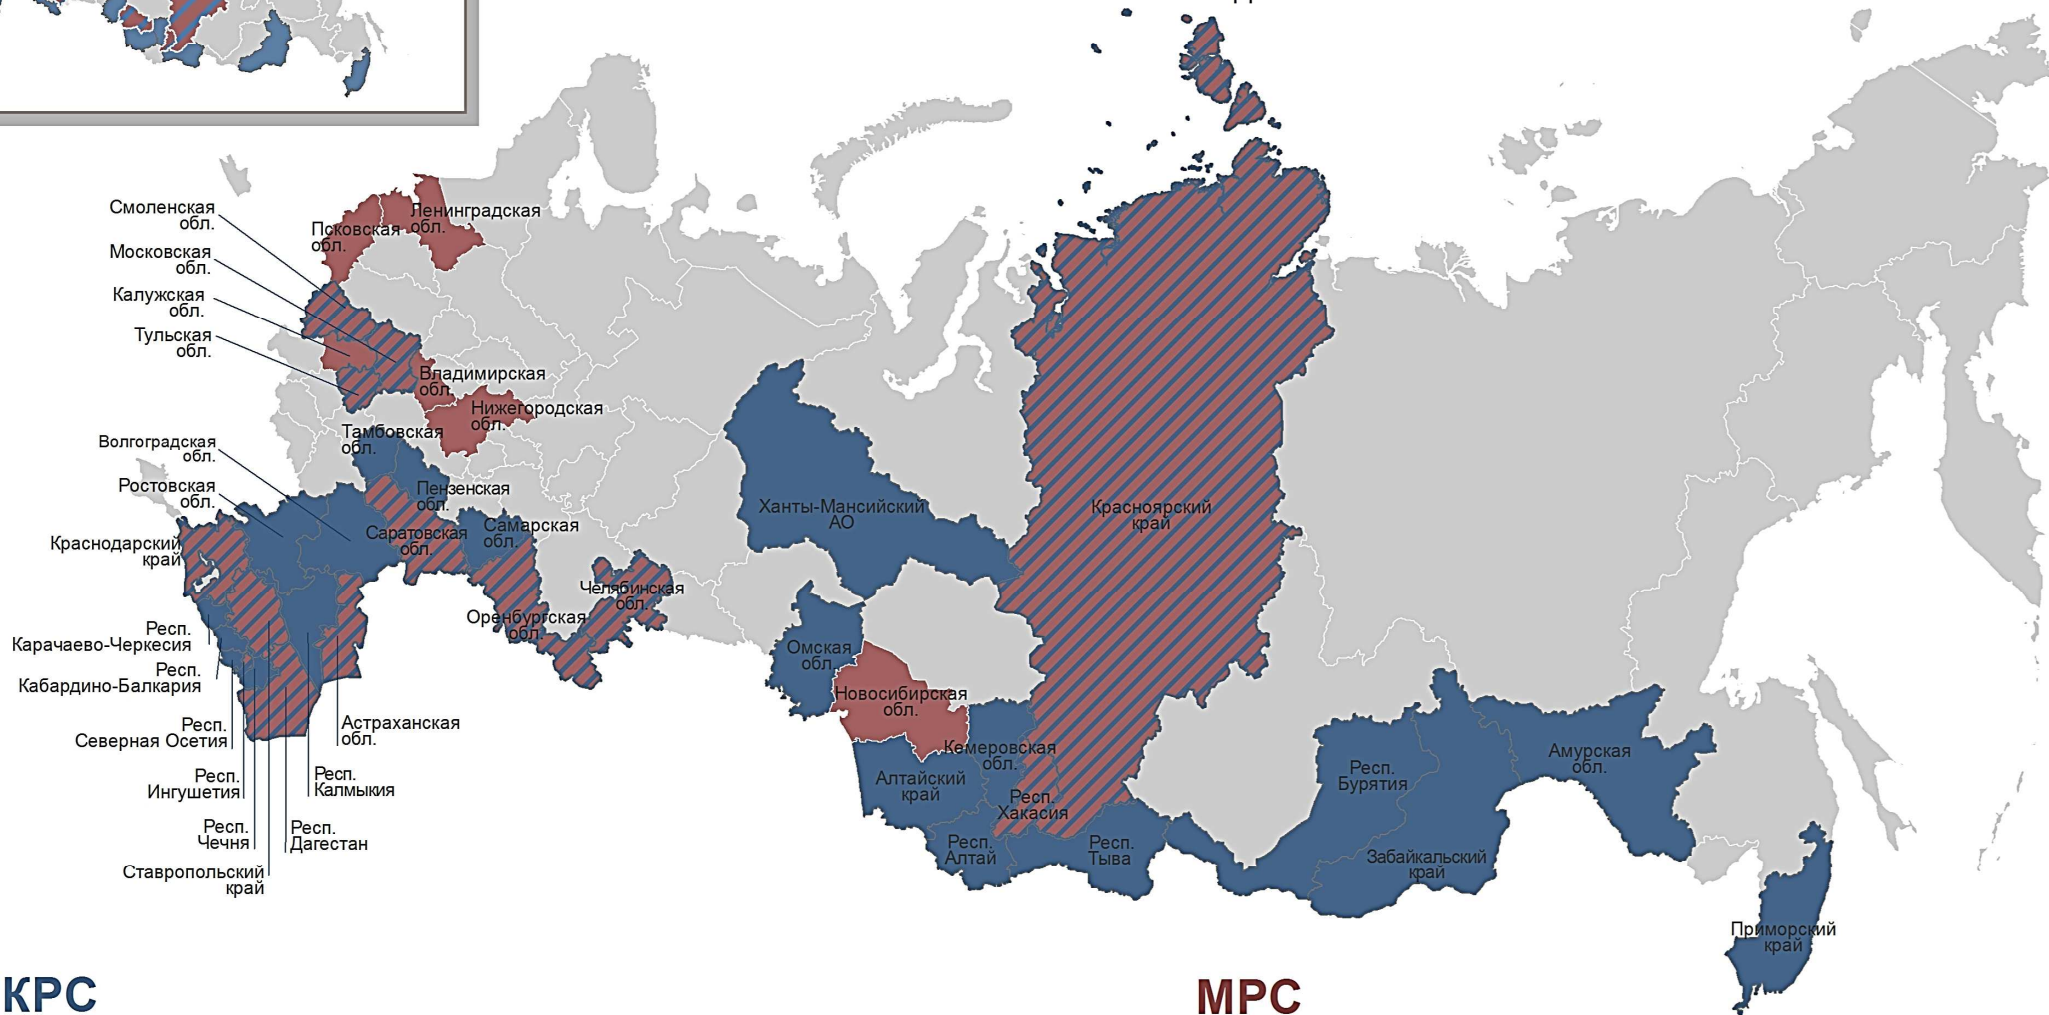 Смоленская
обл.
Московская
обл.
Калужская
обл.
Тульская
обл.
Псковская
обл.
Ленинградская
обл.
Владимирская
обл.
Нижегородская
обл.
Тамбовская
обл.
Волгоградская
обл.
Ростовская
обл.
Пензенская
обл.
Самарская
обл.
Саратовская
обл.
Краснодарский
край
Челябинская
обл.
Оренбургская
обл.
Ханты-Мансийский
АО
Красноярский
край
Респ.
Карачаево-Черкесия
Респ.
Кабардино-Балкария
Респ.
Северная Осетия
Респ.
Ингушетия
Респ.
Чечня
Ставропольский
край
Астраханская
обл.
Респ.
Калмыкия
Респ.
Дагестан
Омская
обл.
Новосибирская
обл.
Кемеровская
обл.
Алтайский
край
Респ.
Хакасия
Респ.
Алтай
Респ.
Тыва
Респ.
Бурятия
Амурская
обл.
Забайкальский
край
Приморский
край
КРС
МРС